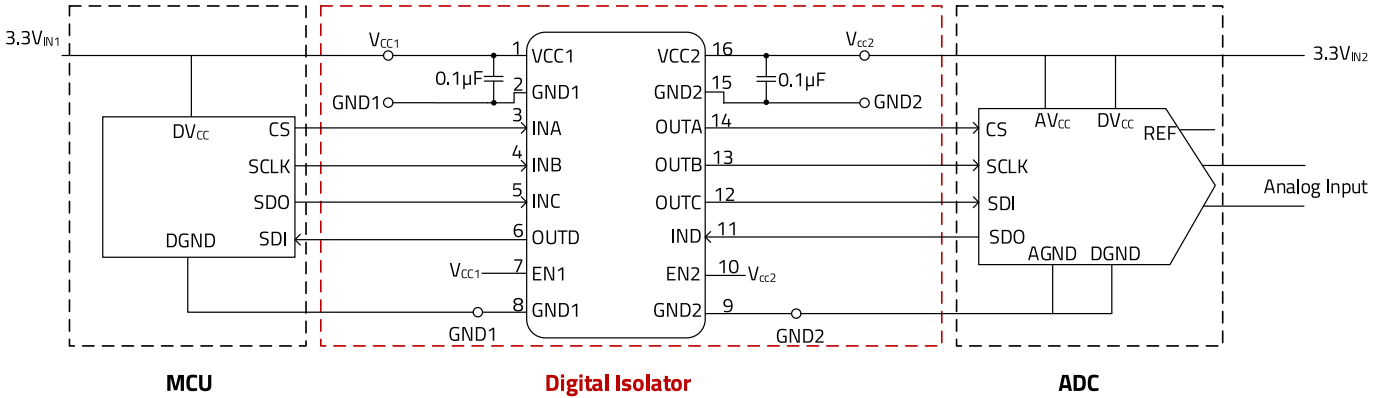 3.3VIN1
VCC1
1
VCC1
VCC2
16
Vcc2
3.3VIN2
0.1µF
2
GND1
GND2
15
0.1µF
GND1
GND2
DVCC
CS
3
INA
OUTA
14
CS
AVCC
DVCC
REF
SCLK
4
INB
OUTB
13
SCLK
SDO
5
INC
OUTC
12
SDI
Analog Input
DGND
SDI
6
OUTD
IND
11
SDO
AGND
DGND
VCC1
7
EN1
EN2
10
Vcc2
8
GND1
GND2
9
GND1
GND2
MCU
Digital Isolator
ADC